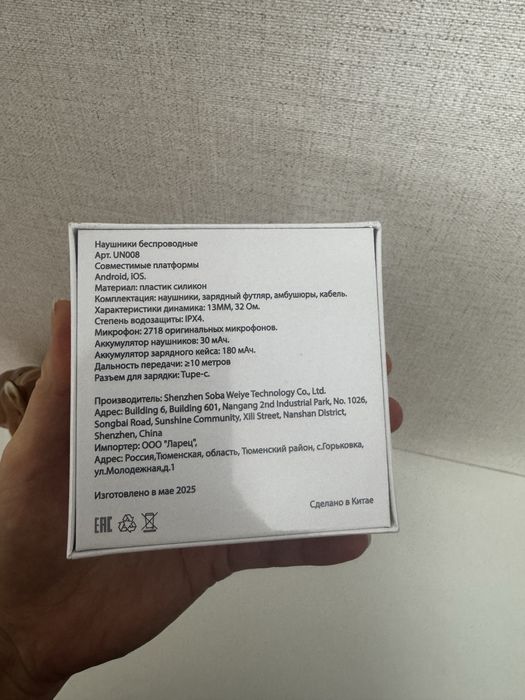 Наушники беспроводные
Арт. UN008
Совместимые платформы
Android, IOS.
Материал: пластик силикон
Комплектация: наушники, зарядный футляр, амбушюры, кабель.
Характеристики динамика: 13ММ, 32 Ом.
Степень водозащиты: IPX4.
Микрофон: 2718 оригинальных микрофонов.
Аккумулятор наушников: 30 мАч.
Аккумулятор зарядного кейса: 180 мАч.
Дальность передачи: ≥10 метров
Разъем для зарядки: Tupe-c.
Производитель: Shenzhen Soba Weiye Technology Co., Ltd.
Адрес: Building 6, Building 601, Nangang 2nd Industrial Park, No. 1026,
Songbai Road, Sunshine Community, Xili Street, Nanshan District,
Shenzhen, China
Импортер: ООО "Ларец",
Адрес: Россия,Тюменская, область, Тюменский район, с.Горьковка,
ул.Молодежная,д.1
Изготовлено в мае 2025
Сделано в Китае
EAC